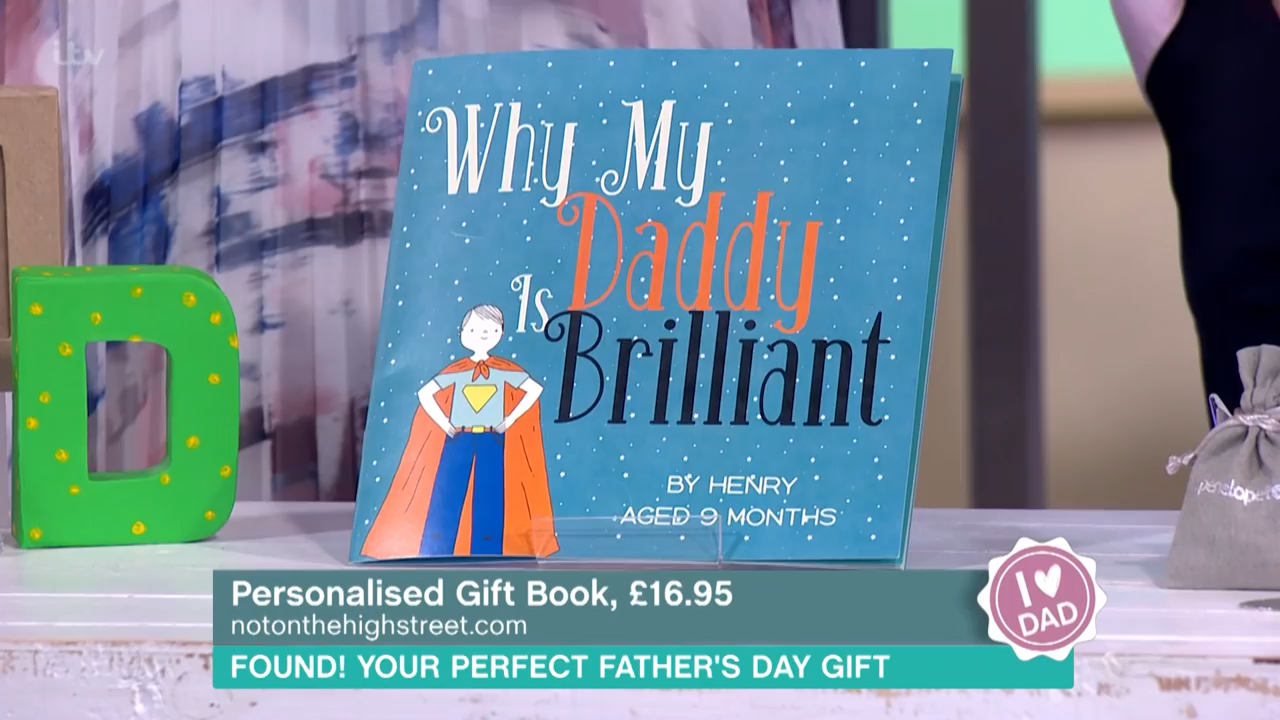 itv
Why My
Daddy
Is
Brilliant
BY HENRY
AGED 9 MONTHS
D
Personalised Gift Book, £16.95
notonthehighstreet.com
FOUND! YOUR PERFECT FATHER'S DAY GIFT
I
DAD